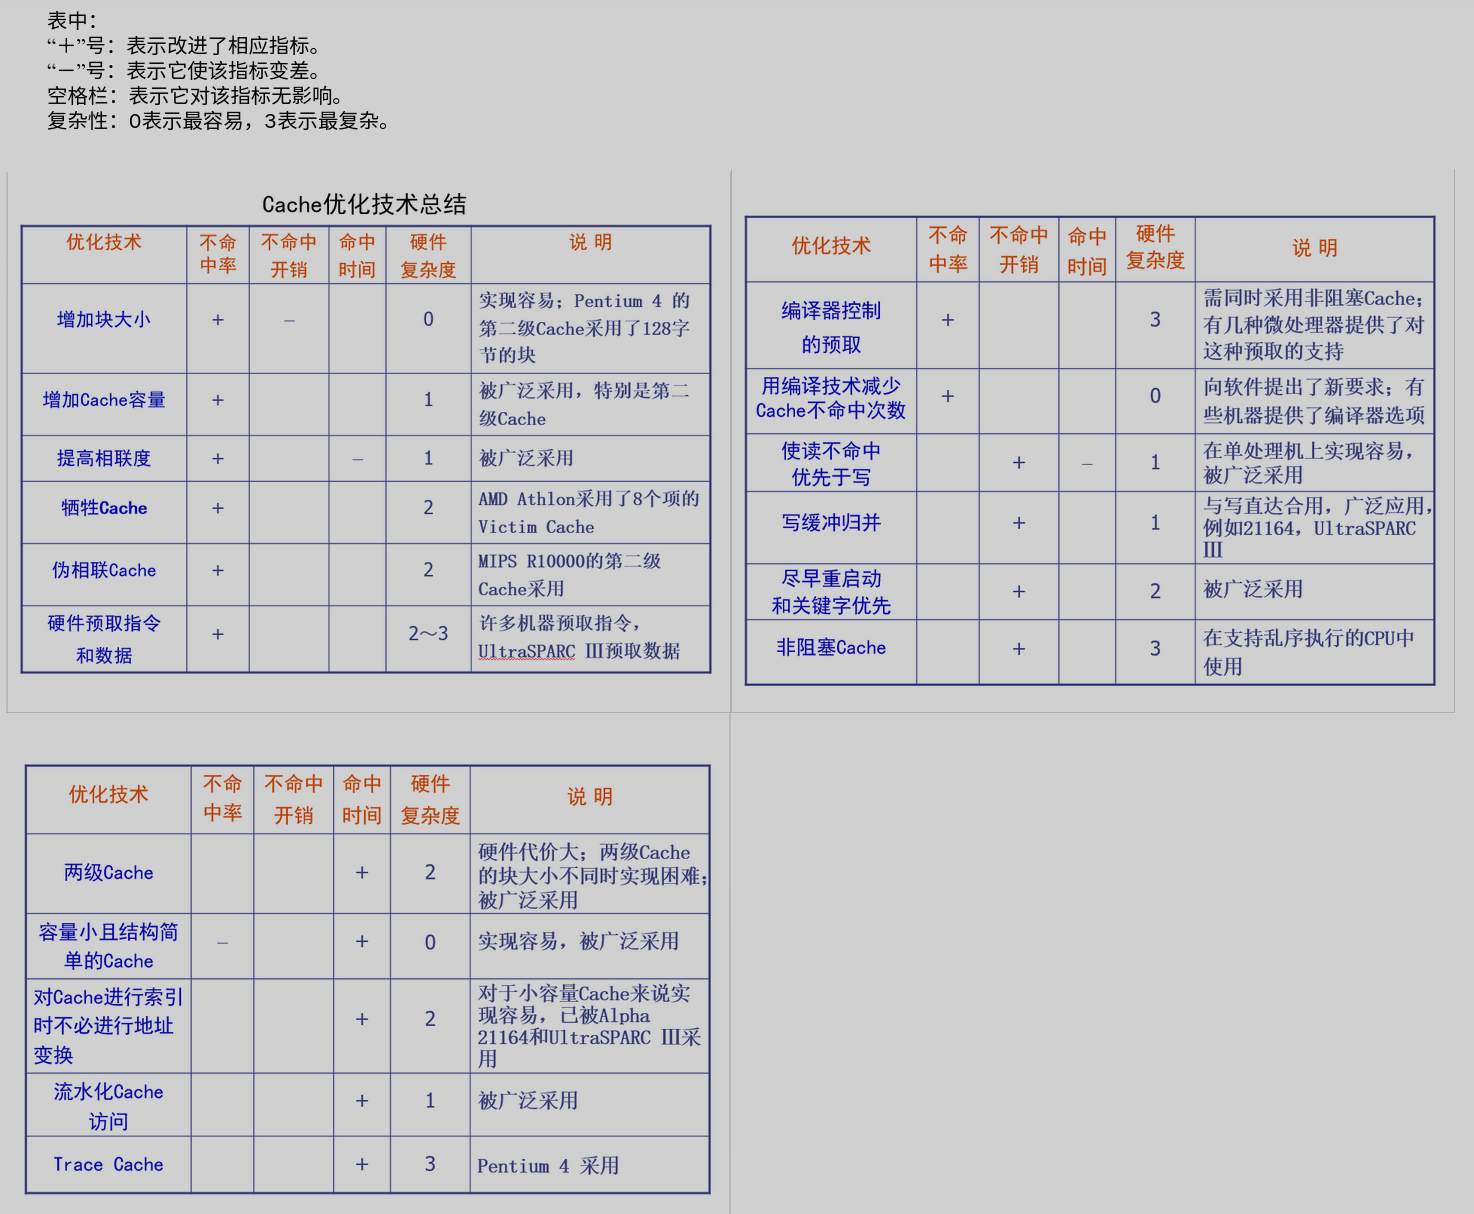 表中：
“＋”号：表示改进了相应指标。
“－”号：表示它使该指标变差。
空格栏：表示它对该指标无影响。
复杂性：0表示最容易，3表示最复杂。
Cache优化技术总结
优化技术 不命 不命中 命中 硬件 说 明
中率 开销 时间 复杂度
增加块大小 + – 0 实现容易；Pentium 4 的
第二级Cache采用了128字
节的块
增加Cache容量 + 1 被广泛采用，特别是第二
级Cache
提高相联度 + – 1 被广泛采用
牺牲Cache + 2 AMD Athlon采用了8个项的
Victim Cache
伪相联Cache + 2 MIPS R10000的第二级
Cache采用
硬件预取指令 + 2～3 许多机器预取指令，
和数据 UltraSPARC Ⅲ预取数据
优化技术 不命 不命中 命中 硬件 说 明
中率 开销 时间 复杂度
编译器控制 + 3 需同时采用非阻塞Cache；
的预取 有几种微处理器提供了对
这种预取的支持
用编译技术减少 + 0 向软件提出了新要求；有
Cache不命中次数 些机器提供了编译器选项
使读不命中 + – 1 在单处理机上实现容易，
优先于写 被广泛采用
写缓冲归并 + 1 与写直达合用，广泛应用，
例如21164，UltraSPARC
Ⅲ
尽早重启动 + 2 被广泛采用
和关键字优先
非阻塞Cache + 3 在支持乱序执行的CPU中
使用
优化技术 不命 不命中 命中 硬件 说 明
中率 开销 时间 复杂度
两级Cache + 2 硬件代价大；两级Cache
的块大小不同时实现困难；
被广泛采用
容量小且结构简 – + 0 实现容易，被广泛采用
单的Cache
对Cache进行索引 + 2 对于小容量Cache来说实
时不必进行地址 现容易，已被Alpha
变换 21164和UltraSPARC Ⅲ采
用
流水化Cache + 1 被广泛采用
访问
Trace Cache + 3 Pentium 4 采用